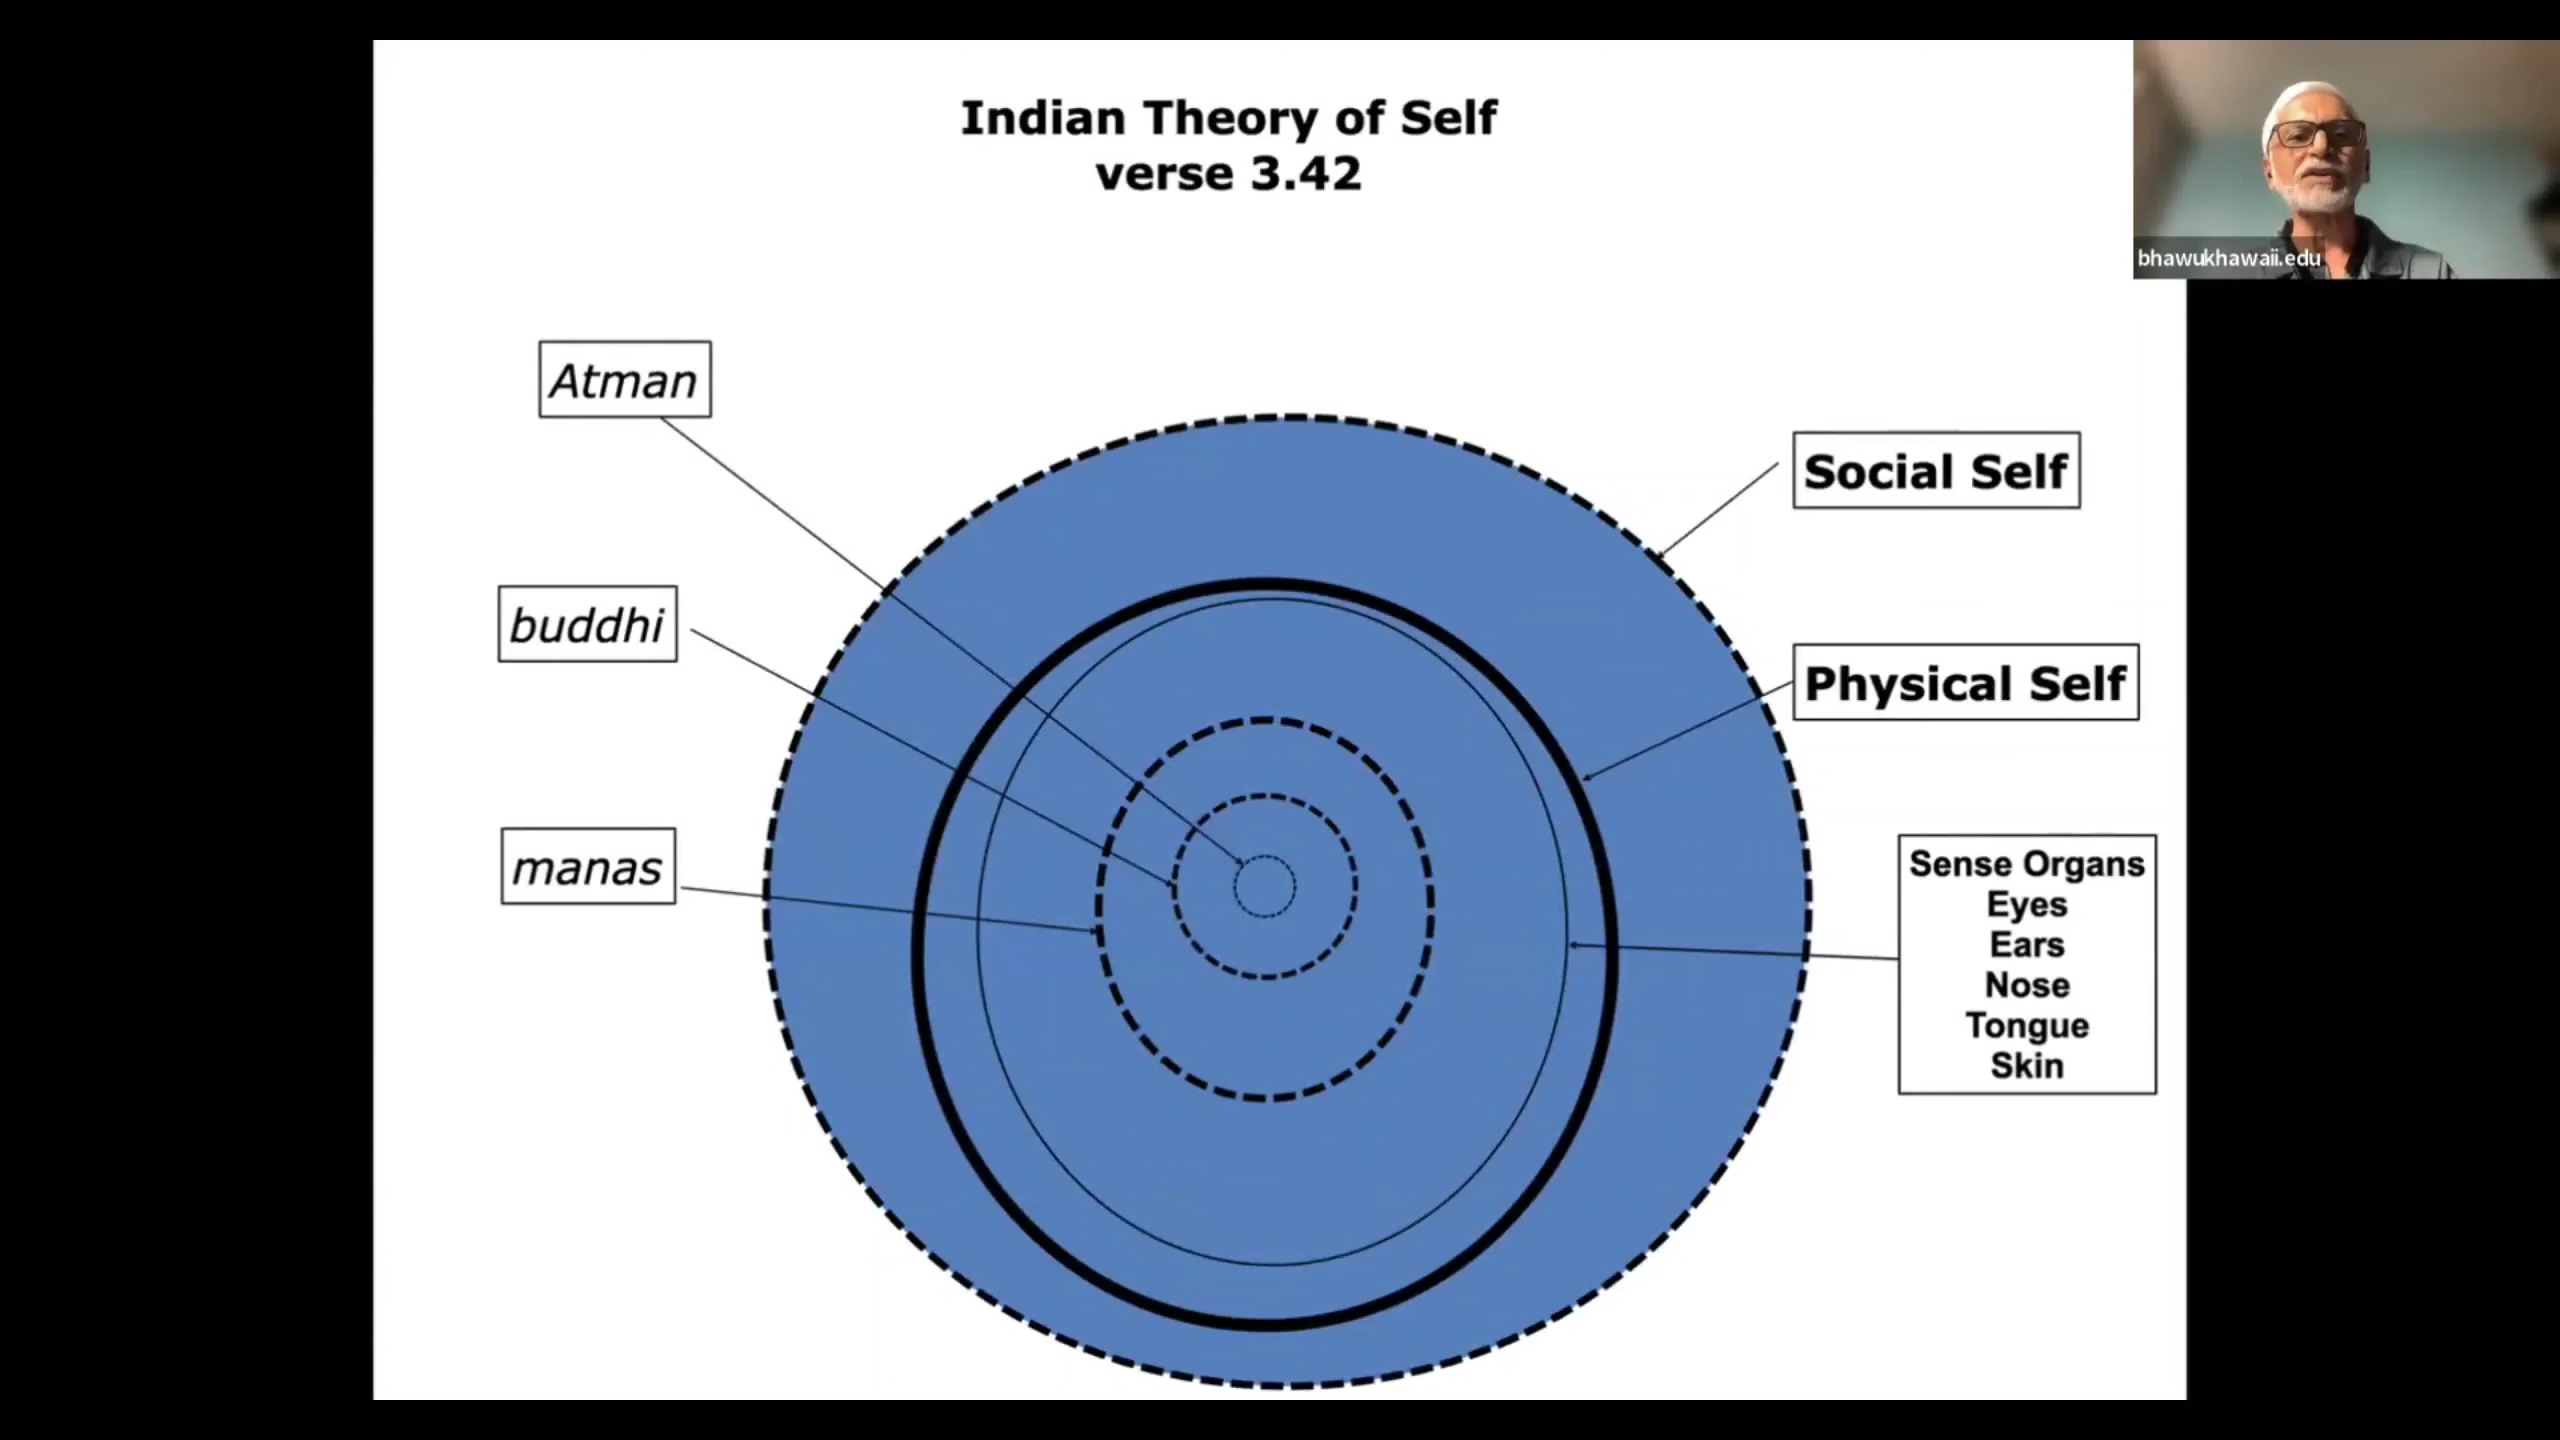 Indian Theory of Self
verse 3.42
bhawukhawaii.edu
Atman
buddhi
manas
Social Self
Physical Self
Sense Organs
Eyes
Ears
Nose
Tongue
Skin